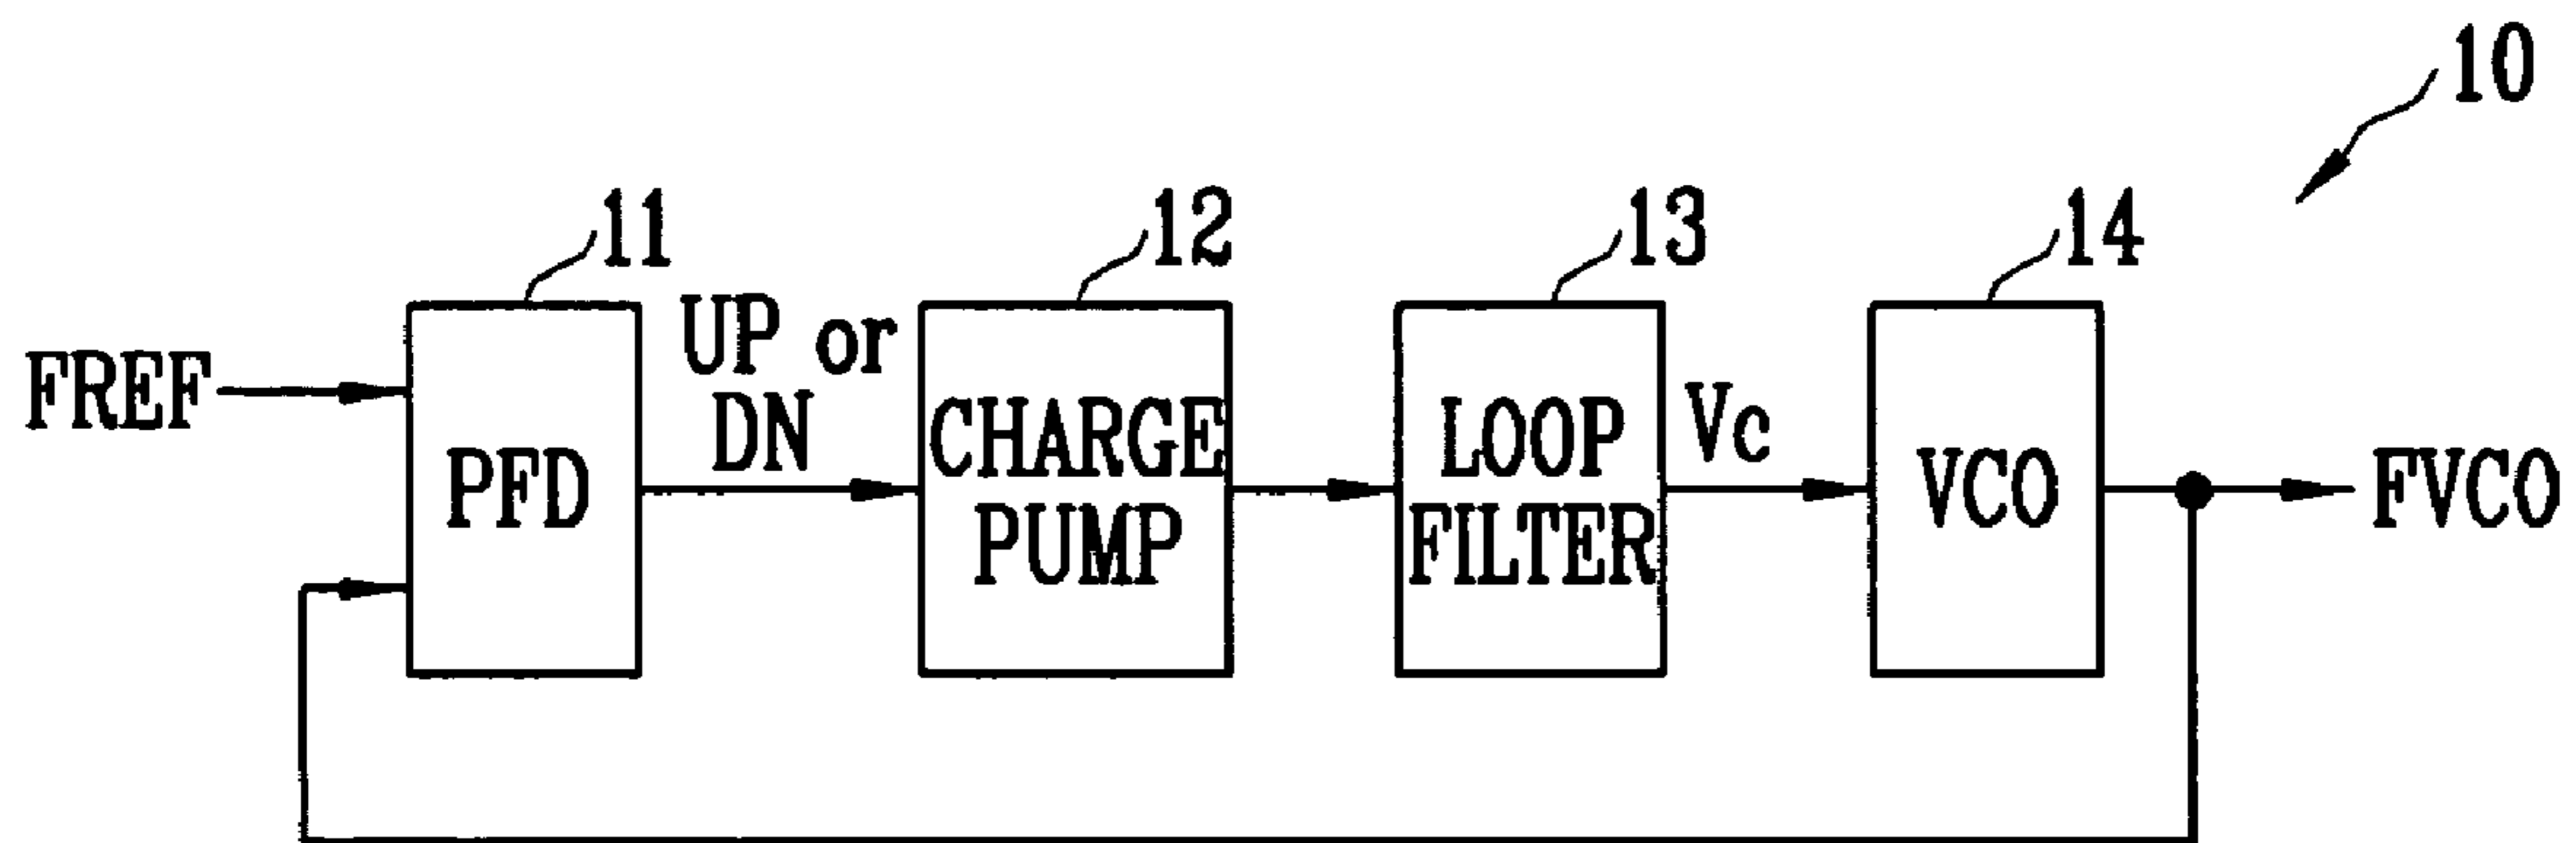 10
11
12
13
14
FREF
PFD
UP or
DN
CHARGE
PUMP
LOOP
FILTER
Vc
VCO
FVCO